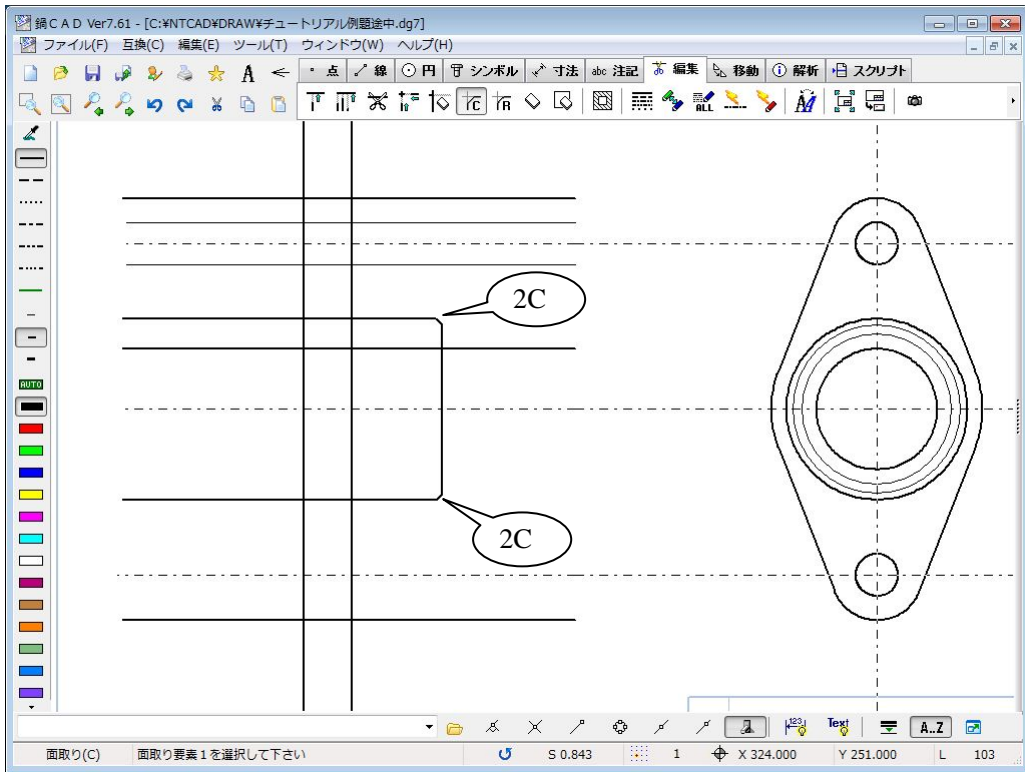 鍋CAD Ver7.61 - [C:¥NTCAD¥DRAW¥チュートリアル例題途中.dg7]
ファイル(F) 互換(C) 編集(E) ツール(T) ウィンドウ(W) ヘルプ(H)
点 線 円 シンボル 寸法 abc 注記 編集 移動 解析 スクリプト
ALL
AUTO
2C
2C
123 Text A..Z
面取り(C) 面取り要素1を選択して下さい S 0.843 1 X 324.000 Y 251.000 L 103